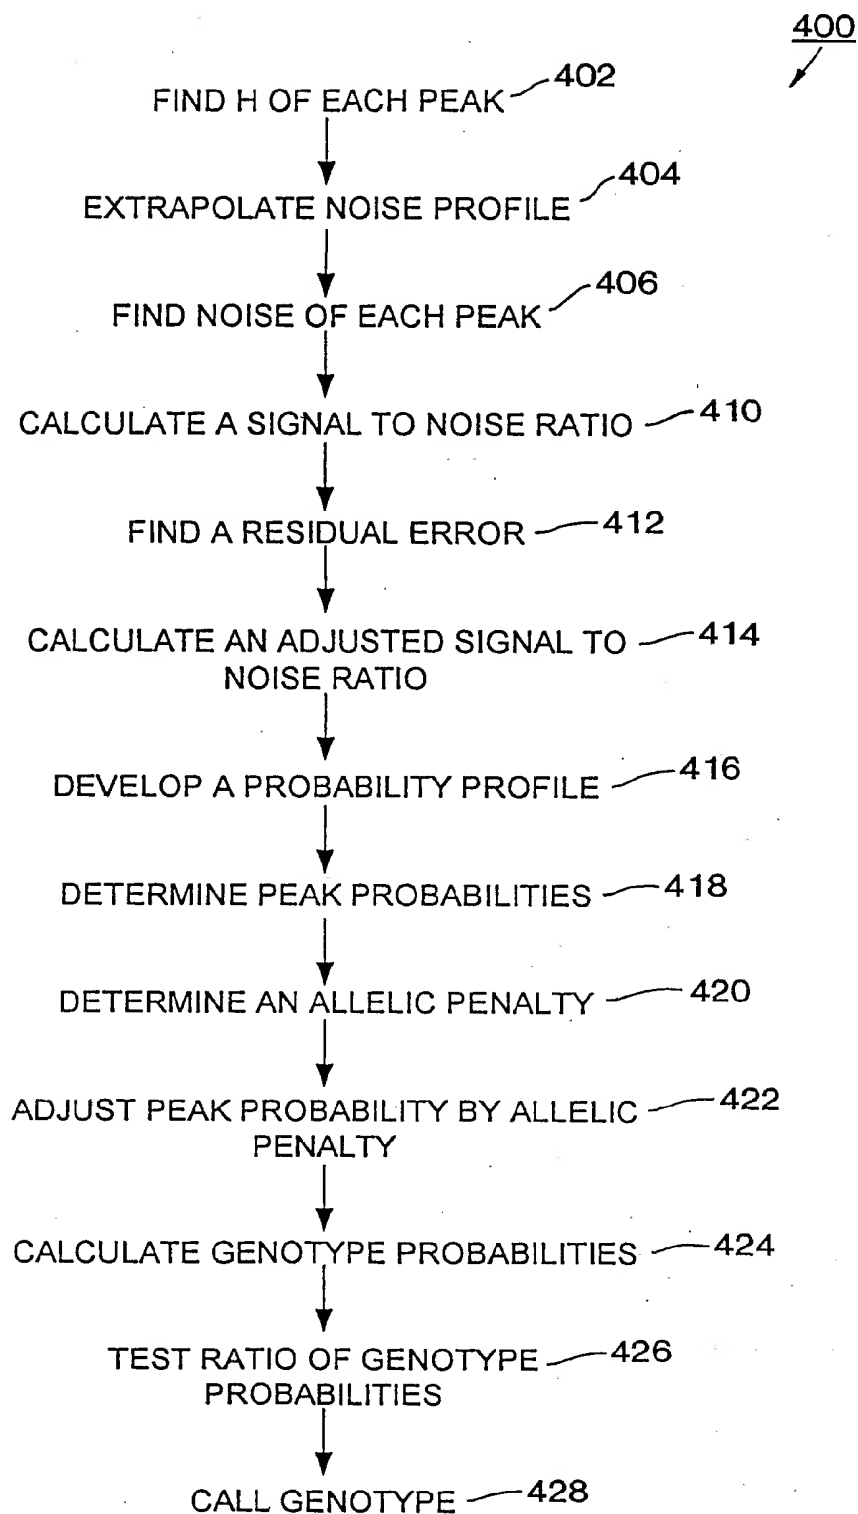 400
FIND H OF EACH PEAK 402
EXTRAPOLATE NOISE PROFILE 404
FIND NOISE OF EACH PEAK 406
CALCULATE A SIGNAL TO NOISE RATIO 410
FIND A RESIDUAL ERROR 412
CALCULATE AN ADJUSTED SIGNAL TO 414
NOISE RATIO
DEVELOP A PROBABILITY PROFILE 416
DETERMINE PEAK PROBABILITIES 418
DETERMINE AN ALLELIC PENALTY 420
ADJUST PEAK PROBABILITY BY ALLELIC 422
PENALTY
CALCULATE GENOTYPE PROBABILITIES 424
TEST RATIO OF GENOTYPE 426
PROBABILITIES
CALL GENOTYPE 428